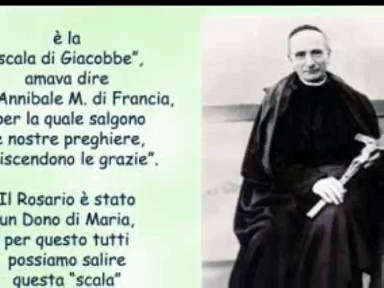 è la
scala di Giacobbe”,
amava dire
Annibale M. di Francia,
per la quale salgono
e nostre preghiere,
iscendono le grazie”.
Il Rosario è stato
un Dono di Maria,
per questo tutti
possiamo salire
questa “scala”